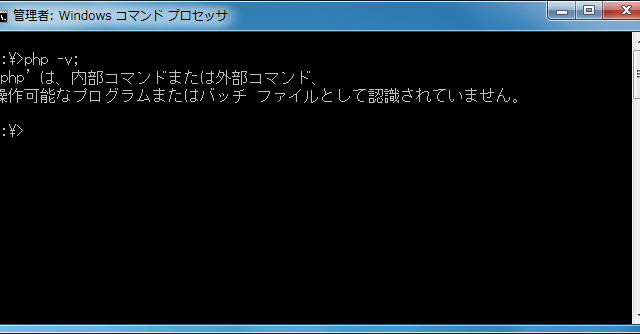 管理者: Windows コマンド プロセッサ
:¥>php -v;
php' は、内部コマンドまたは外部コマンド、
操作可能なプログラムまたはバッチ ファイルとして認識されていません。
:¥>